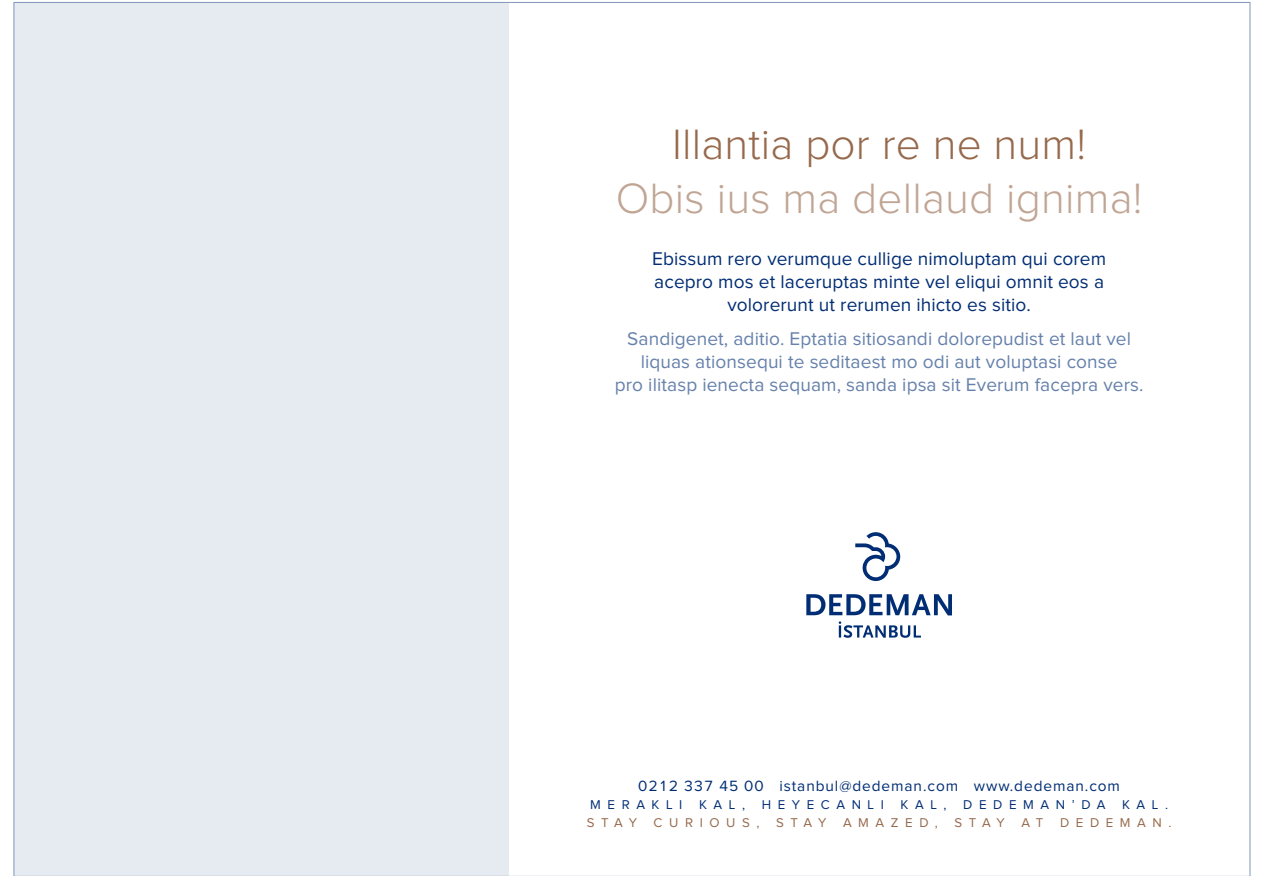 Illantia por re ne num!
Obis ius ma dellaud ignima!
Ebissum rero verumque cullige nimoluptam qui corem
acepro mos et laceruptas minte vel eliqui omnit eos a
volorerunt ut rerumen ihicto es sitio.
Sandigenet, aditio. Eptatia sitiosandi dolorepudist et laut vel
liquas ationsequi te seditaest mo odi aut voluptasi conse
pro ilitasp ienecta sequam, sanda ipsa sit Everum facepra vers.
DEDEMAN
İSTANBUL
0212 337 45 00 istanbul@dedeman.com www.dedeman.com
MERAKLI KAL, HEYECANLI KAL, DEDEMAN'DA KAL.
STAY CURIOUS, STAY AMAZED, STAY AT DEDEMAN.